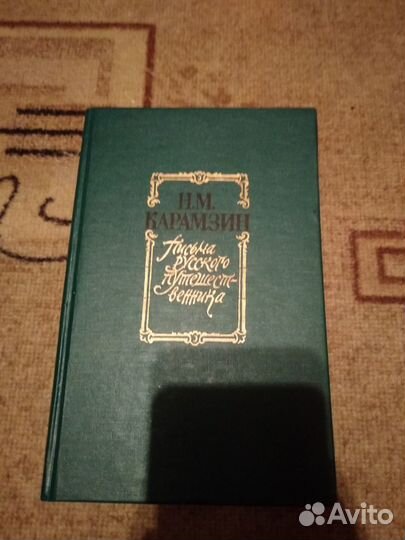 Н.М.
КАРАМЗИН
Письма
русского
путешест-
венника
Avito